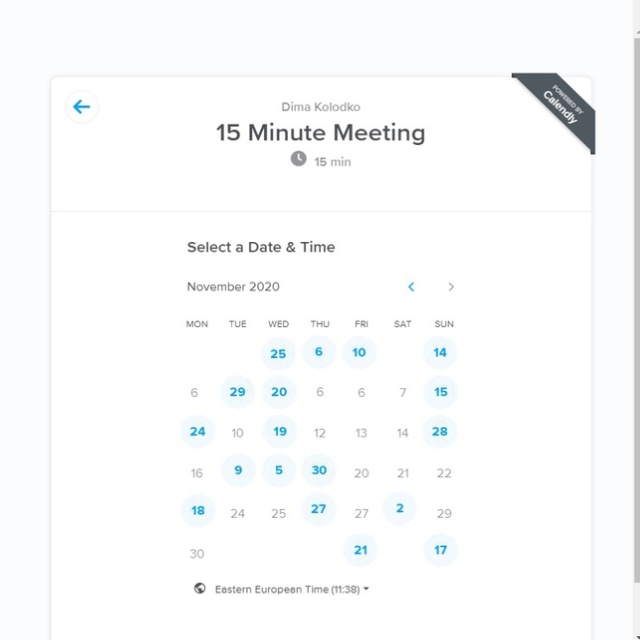 POWERED BY
Calendly
Dima Kolodko
15 Minute Meeting
15 min
Select a Date & Time
November 2020
MON TUE WED THU FRI SAT SUN
25 6 10 14
6 29 20 6 6 7 15
24 10 19 12 13 14 28
16 9 5 30 20 21 22
18 24 25 27 27 2 29
30 21 17
Eastern European Time (11:38)